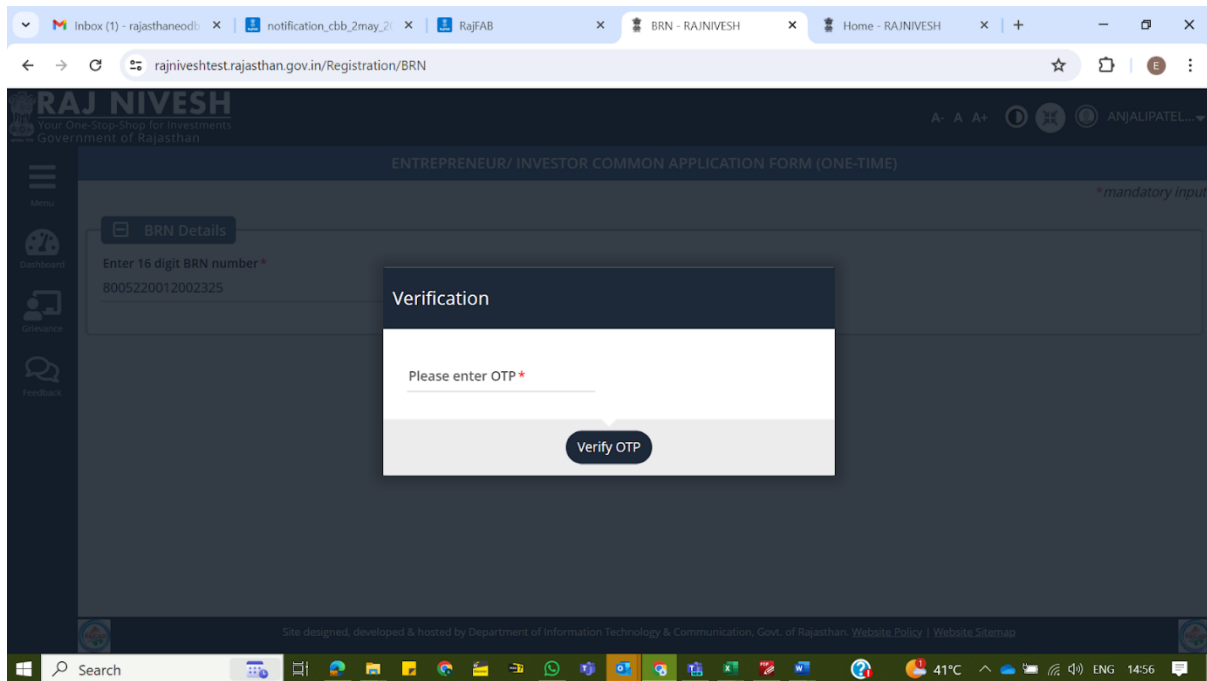 Inbox (1) - rajasthaneodb
notification_cbb_2may_2(
RajFAB
BRN - RAJNIVESH
Home - RAJNIVESH
rajniveshtest.rajasthan.gov.in/Registration/BRN
E
RAJ NIVESH
Your One-Stop-Shop for Investments
Government of Rajasthan
A- A A+
ANJALIPATEL...
ENTREPRENEUR/ INVESTOR COMMON APPLICATION FORM (ONE-TIME)
*mandatory input
Menu
BRN Details
Dashboard
Enter 16 digit BRN number*
8005220012002325
Grievance
Feedback
Verification
Please enter OTP*
Verify OTP
Site designed, developed & hosted by Department of Information Technology & Communication, Govt. of Rajasthan. Website Policy | Website Sitemap
Search
41°C
ENG
14:56